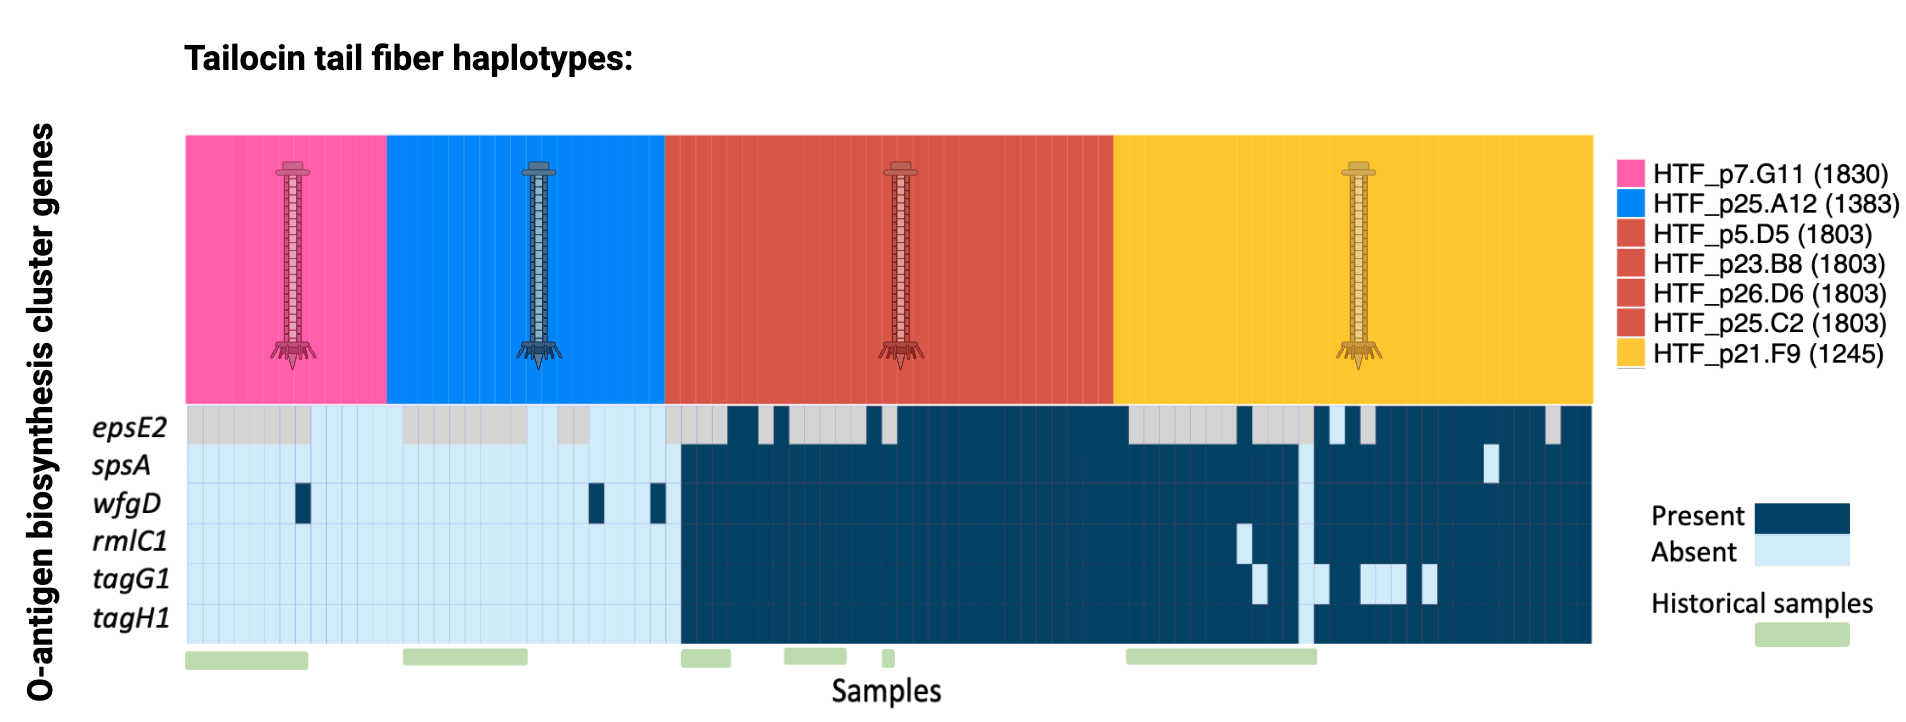 Tailocin tail fiber haplotypes:
O-antigen biosynthesis cluster genes
HTF_p7.G11 (1830)
HTF_p25.A12 (1383)
HTF_p5.D5 (1803)
HTF_p23.B8 (1803)
HTF_p26.D6 (1803)
HTF_p25.C2 (1803)
HTF_p21.F9 (1245)
epsE2
spsA
wfgD
rmlC1
tagG1
tagH1
Present
Absent
Historical samples
Samples